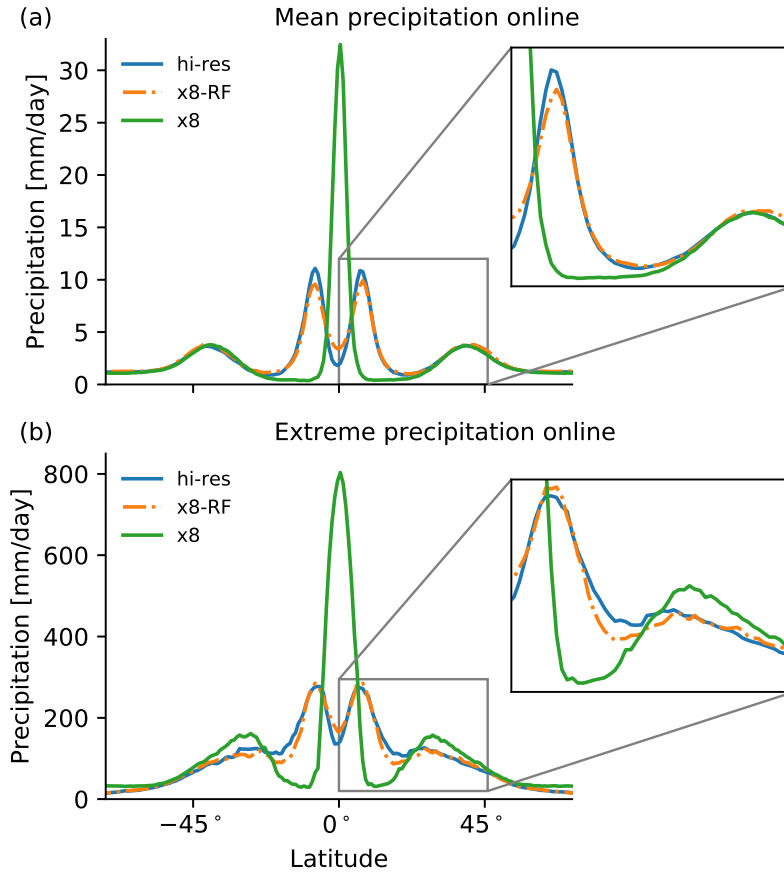 (a)
Mean precipitation online
Precipitation [mm/day]
30
25
20
15
10
5
0
hi-res
x8-RF
x8
(b)
Extreme precipitation online
Precipitation [mm/day]
800
600
400
200
0
hi-res
x8-RF
x8
−45° 0° 45°
Latitude